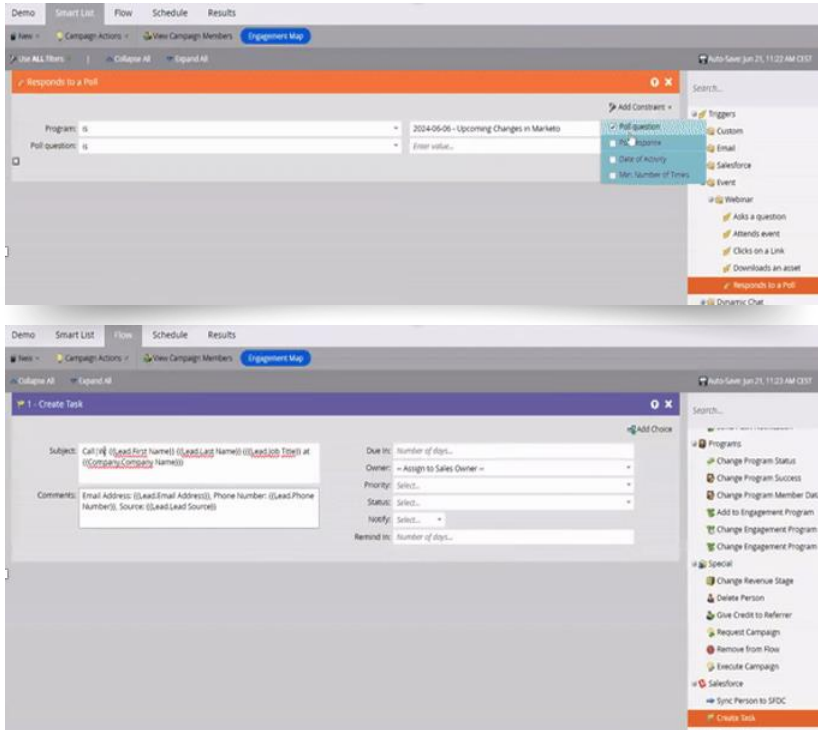 Demo Smart List Flow Schedule Results
New Campaign Actions View Campaign Members Engagement Map
Use ALL filters | Collapse All Expand All Auto-Save: Jun 21, 11:22 AM CEST
Responds to a Poll
Search...
Add Constraint
Program: is 2024-06-06 - Upcoming Changes in Marketo
Poll question: is Enter value...
Poll question
Date of Activity
Min. Number of Times
Triggers
Custom
Email
Salesforce
Event
Webinar
Asks a question
Attends event
Clicks on a Link
Downloads an asset
Responds to a Poll
Dynamic Chat
Demo Smart List Flow Schedule Results
New Campaign Actions View Campaign Members Engagement Map
Collapse All Expand All Auto-Save: Jun 21, 11:23 AM CEST
1 - Create Task
Search...
Add Choice
Subject: Call {{Lead.First Name}} {{Lead.Last Name}} ({{Lead.Job Title}} at
{{Company.Company Name}})
Comments: Email Address: {{Lead.Email Address}}, Phone Number: {{Lead.Phone
Number}}, Source: {{Lead.Lead Source}}
Due In: Number of days...
Owner: -- Assign to Sales Owner --
Priority: Select...
Status: Select...
Notify: Select...
Remind In: Number of days...
Programs
Change Program Status
Change Program Success
Change Program Member Dat
Add to Engagement Program
Change Engagement Program
Change Engagement Program
Special
Change Revenue Stage
Delete Person
Give Credit to Referrer
Request Campaign
Remove from Flow
Execute Campaign
Salesforce
Sync Person to SFDC
Create Task